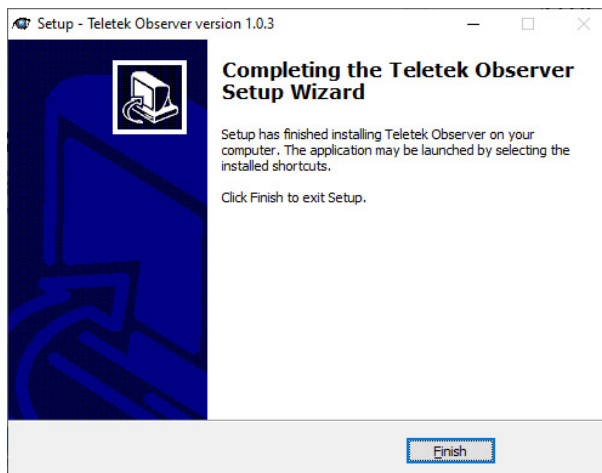 Setup - Teletek Observer version 1.0.3
Completing the Teletek Observer
Setup Wizard
Setup has finished installing Teletek Observer on your
computer. The application may be launched by selecting the
installed shortcuts.
Click Finish to exit Setup.
Finish